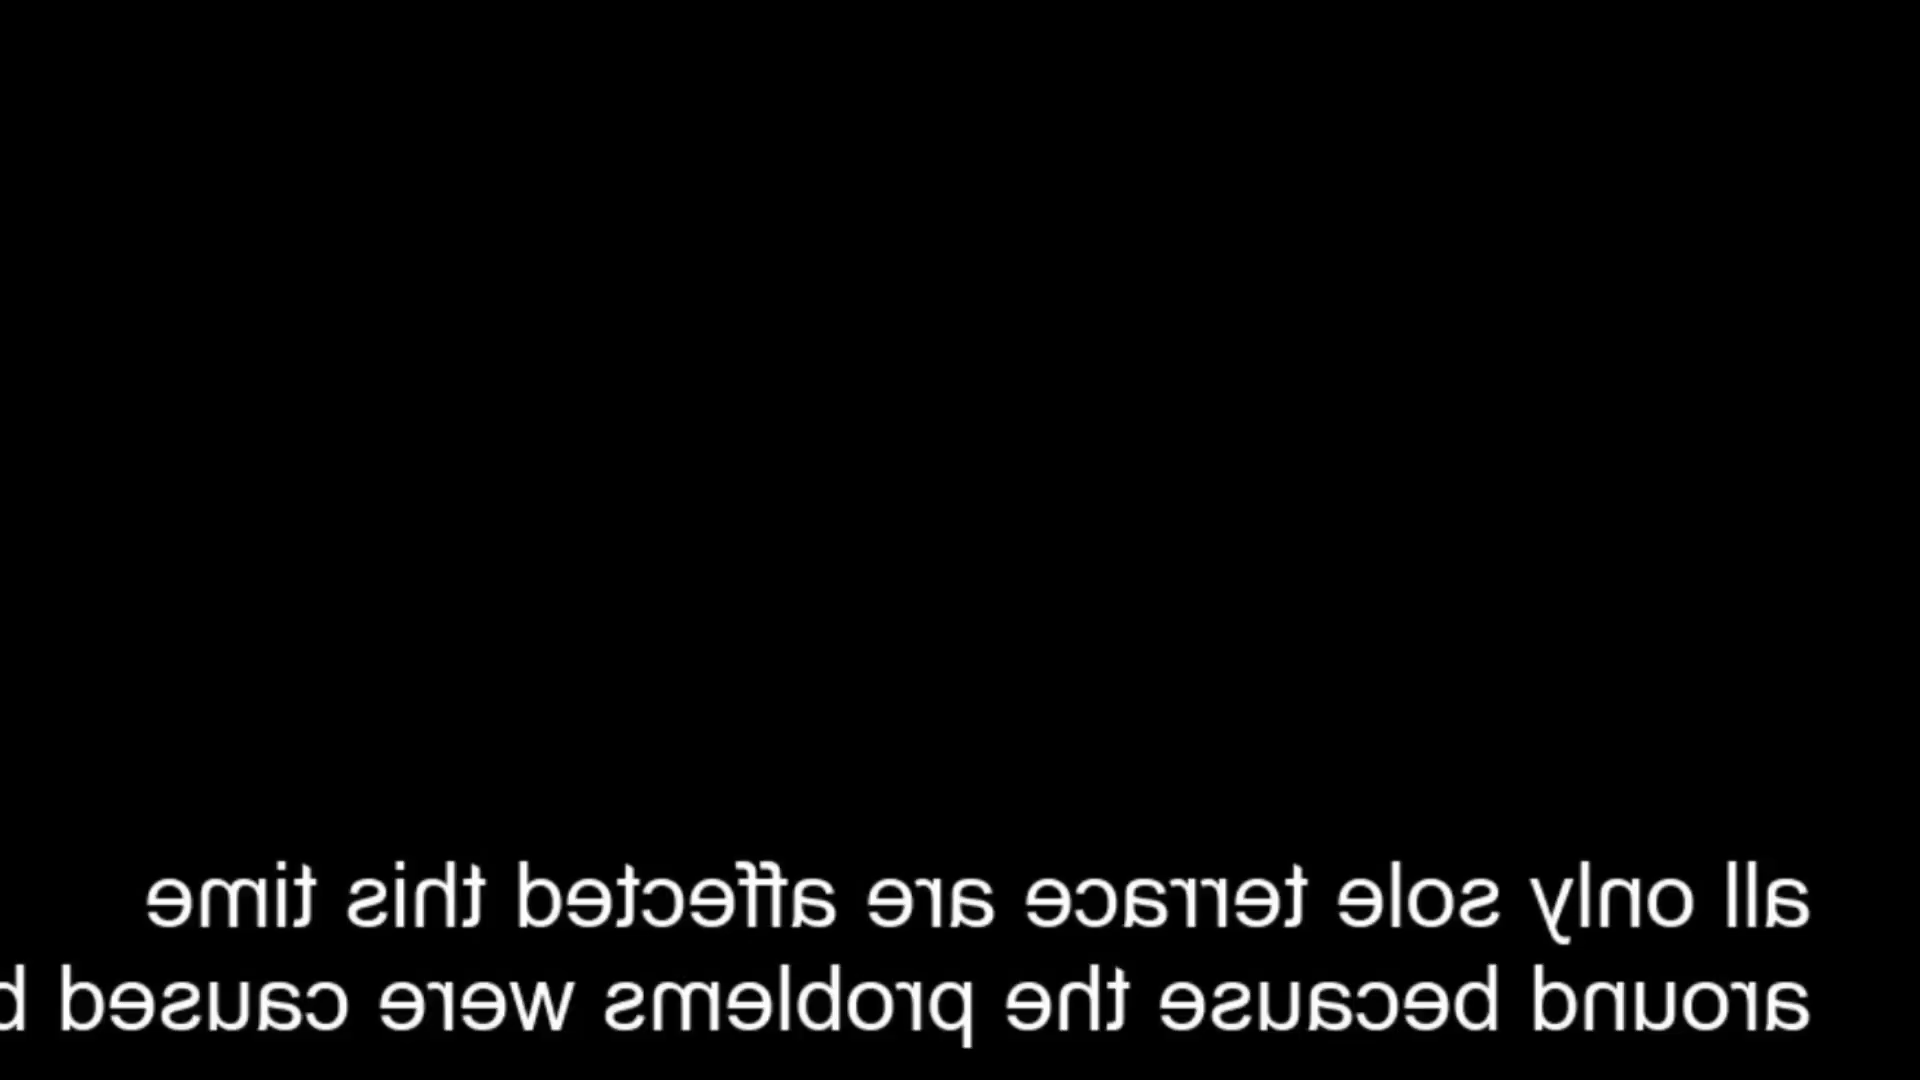 all only sole terrace are affected this time
around because the problems were caused